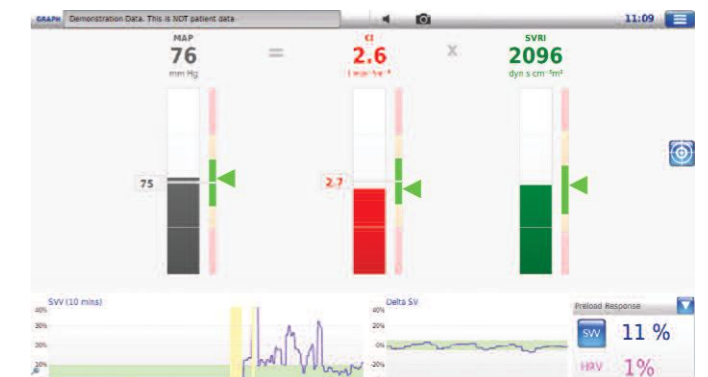 GRAPH Demonstration Data. This is NOT patient data 11:09
MAP CI SVRI
76 = 2.6 x 2096
mm Hg dyn s cm⁻⁵m²
75 2.7
SVV (10 mins) Delta SV Preload Response
40% 40%
30% 20% SVV 11 %
20% 0%
10% -20% HRV 1%